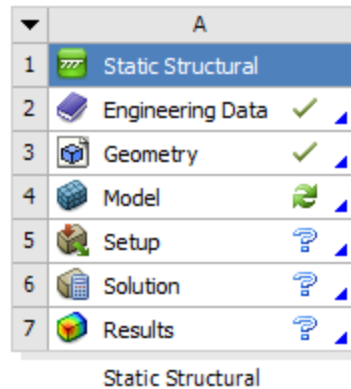 A
1 Static Structural
2 Engineering Data
3 Geometry
4 Model
5 Setup ?
6 Solution ?
7 Results ?
Static Structural